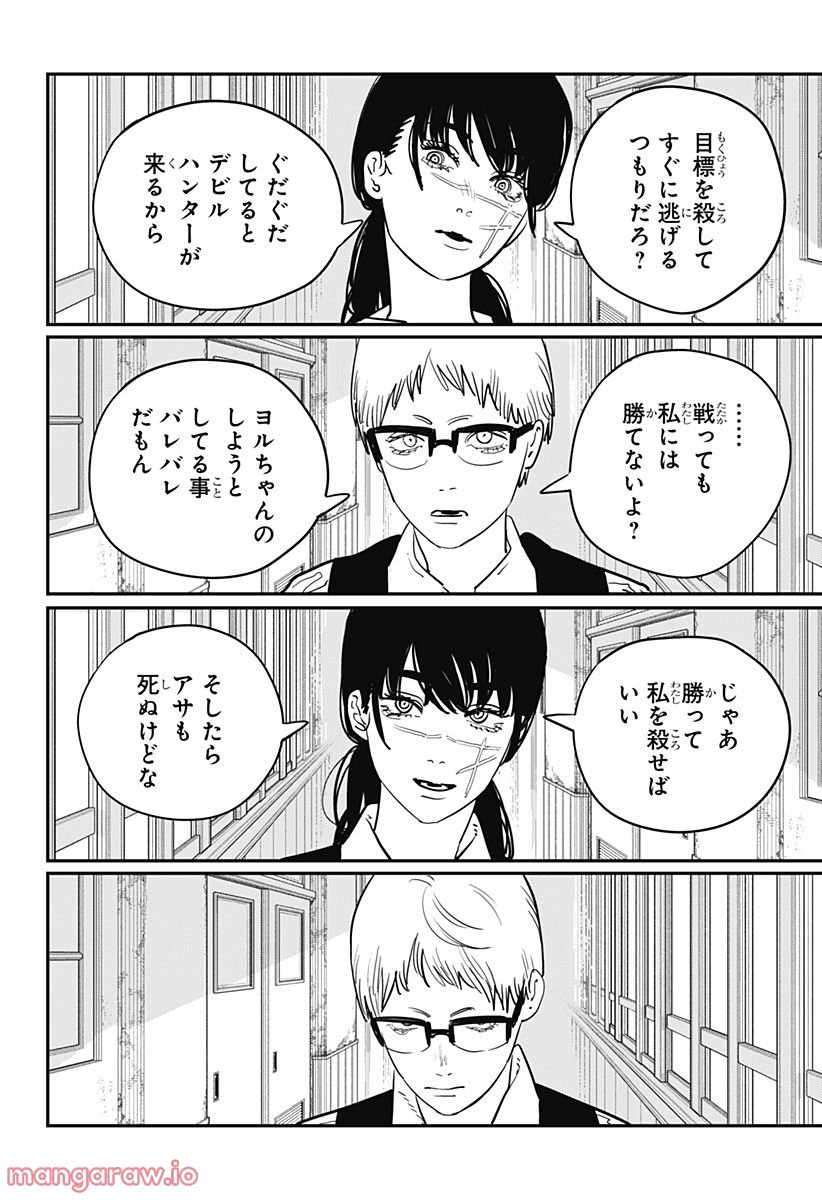 目標を殺して
すぐに逃げる
つもりだろ?
ぐだぐだ
してると
デビル
ハンターが
来るから
……
戦っても
私には
勝てないよ?
ヨルちゃんの
しようと
してる事
バレバレ
だもん
じゃあ
勝って
私を殺せば
いい
そしたら
アサも
死ぬけどな
mangaraw.io